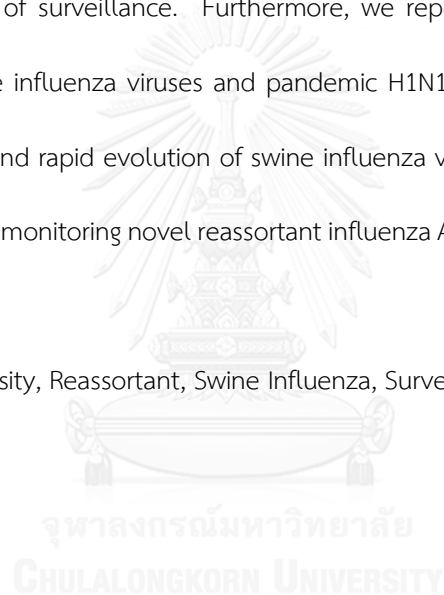 of surveillance. Furthermore, we rep
e influenza viruses and pandemic H1N1
nd rapid evolution of swine influenza v
monitoring novel reassortant influenza A
sity, Reassortant, Swine Influenza, Surve
จุฬาลงกรณ์มหาวิทยาลัย
CHULALONGKORN UNIVERSITY